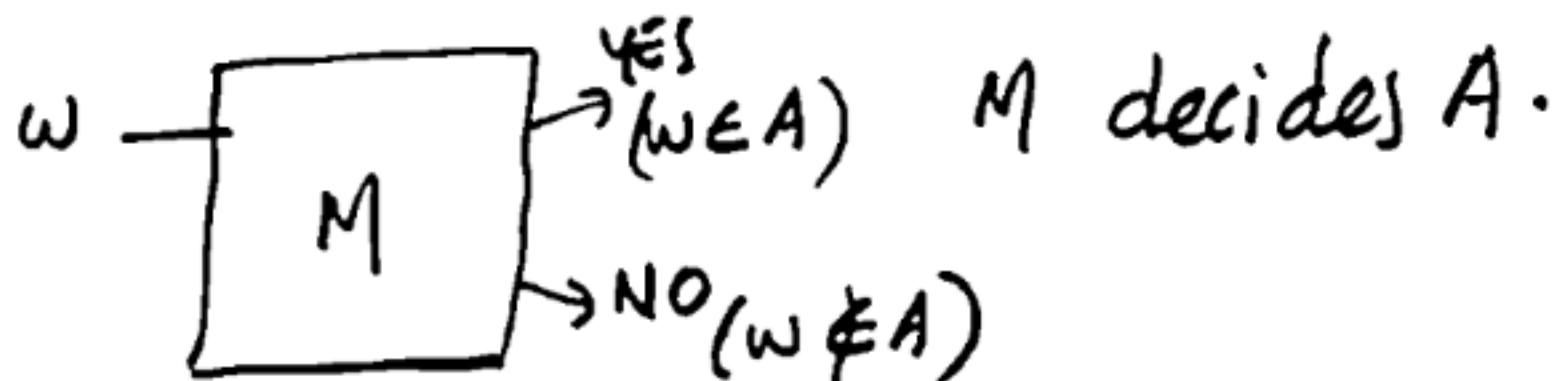 YES
w (w ∈ A) M decides A.
M
NO (w ∉ A)